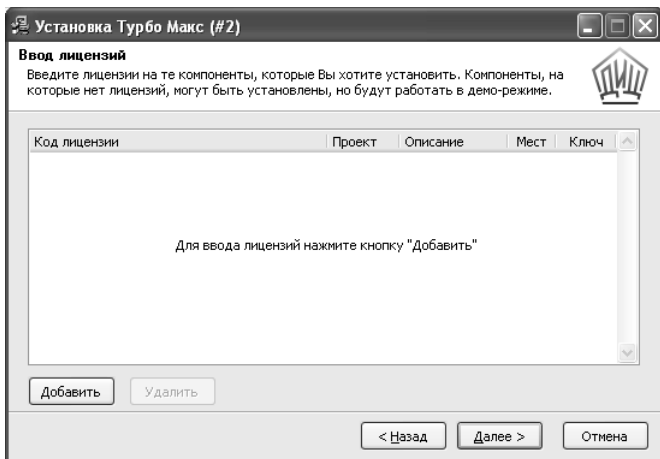 Установка Турбо Макс (#2)
Ввод лицензий
Введите лицензии на те компоненты, которые Вы хотите установить. Компоненты, на
которые нет лицензий, могут быть установлены, но будут работать в демо-режиме.
ДИЦ
Код лицензии Проект Описание Мест Ключ
Для ввода лицензий нажмите кнопку "Добавить"
Добавить Удалить
< Назад Далее > Отмена